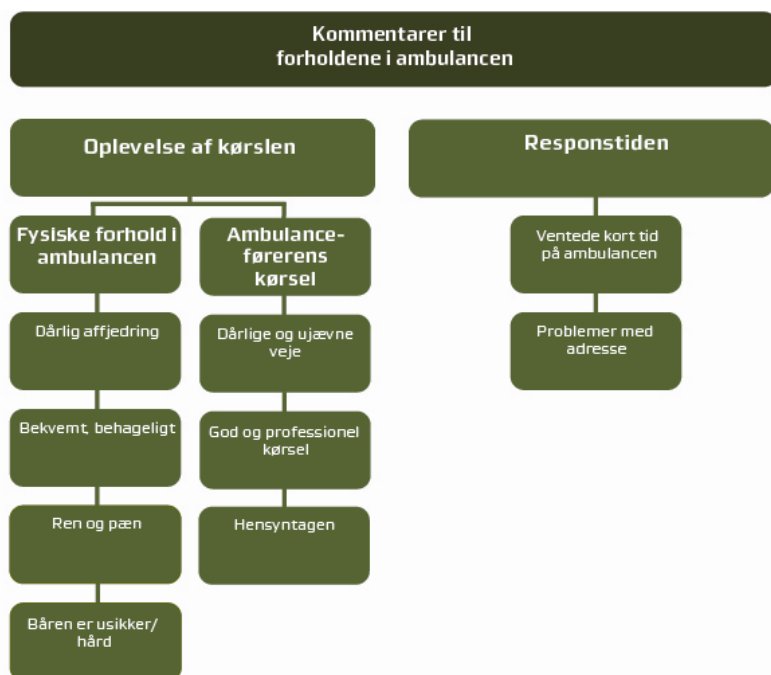 Kommentarer til
forholdene i ambulancen
Oplevelse af kørslen
Fysiske forhold i
ambulancen
Dårlig affjedring
Bekvemt, behageligt
Ren og pæn
Båren er usikker/
hård
Ambulance-
førerens
kørsel
Dårlige og ujævne
veje
God og professionel
kørsel
Hensyntagen
Responstiden
Ventede kort tid
på ambulancen
Problemer med
adresse